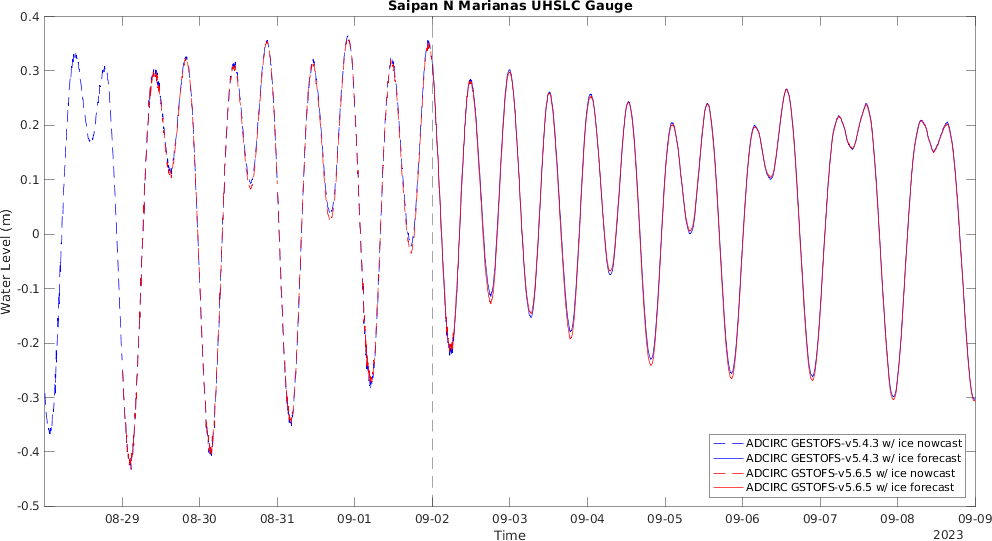 Saipan N Marianas UHSLC Gauge
Water Level (m)
0.4
0.3
0.2
0.1
0
-0.1
-0.2
-0.3
-0.4
-0.5
ADCIRC GESTOFS-v5.4.3 w/ ice nowcast
ADCIRC GESTOFS-v5.4.3 w/ ice forecast
ADCIRC GSTOFS-v5.6.5 w/ ice nowcast
ADCIRC GSTOFS-v5.6.5 w/ ice forecast
08-29 08-30 08-31 09-01 09-02 09-03 09-04 09-05 09-06 09-07 09-08 09-09
Time
2023